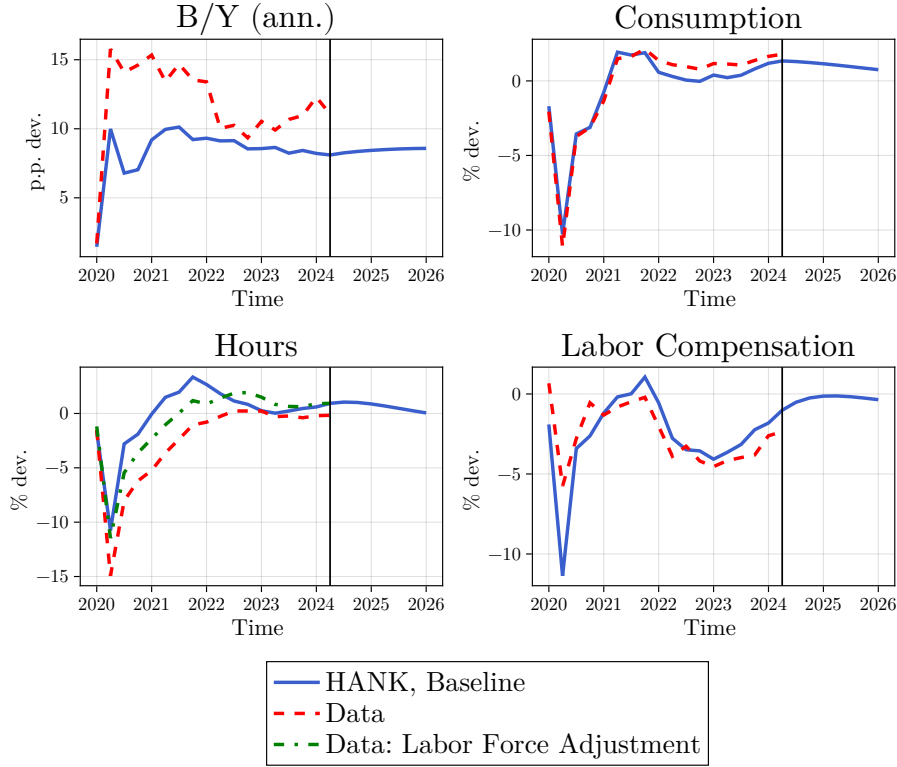 B/Y (ann.)
p.p. dev.
15
10
5
2020 2021 2022 2023 2024 2025 2026
Time
Consumption
% dev.
0
−5
−10
2020 2021 2022 2023 2024 2025 2026
Time
Hours
% dev.
0
−5
−10
−15
2020 2021 2022 2023 2024 2025 2026
Time
Labor Compensation
% dev.
0
−5
−10
2020 2021 2022 2023 2024 2025 2026
Time
HANK, Baseline
Data
Data: Labor Force Adjustment